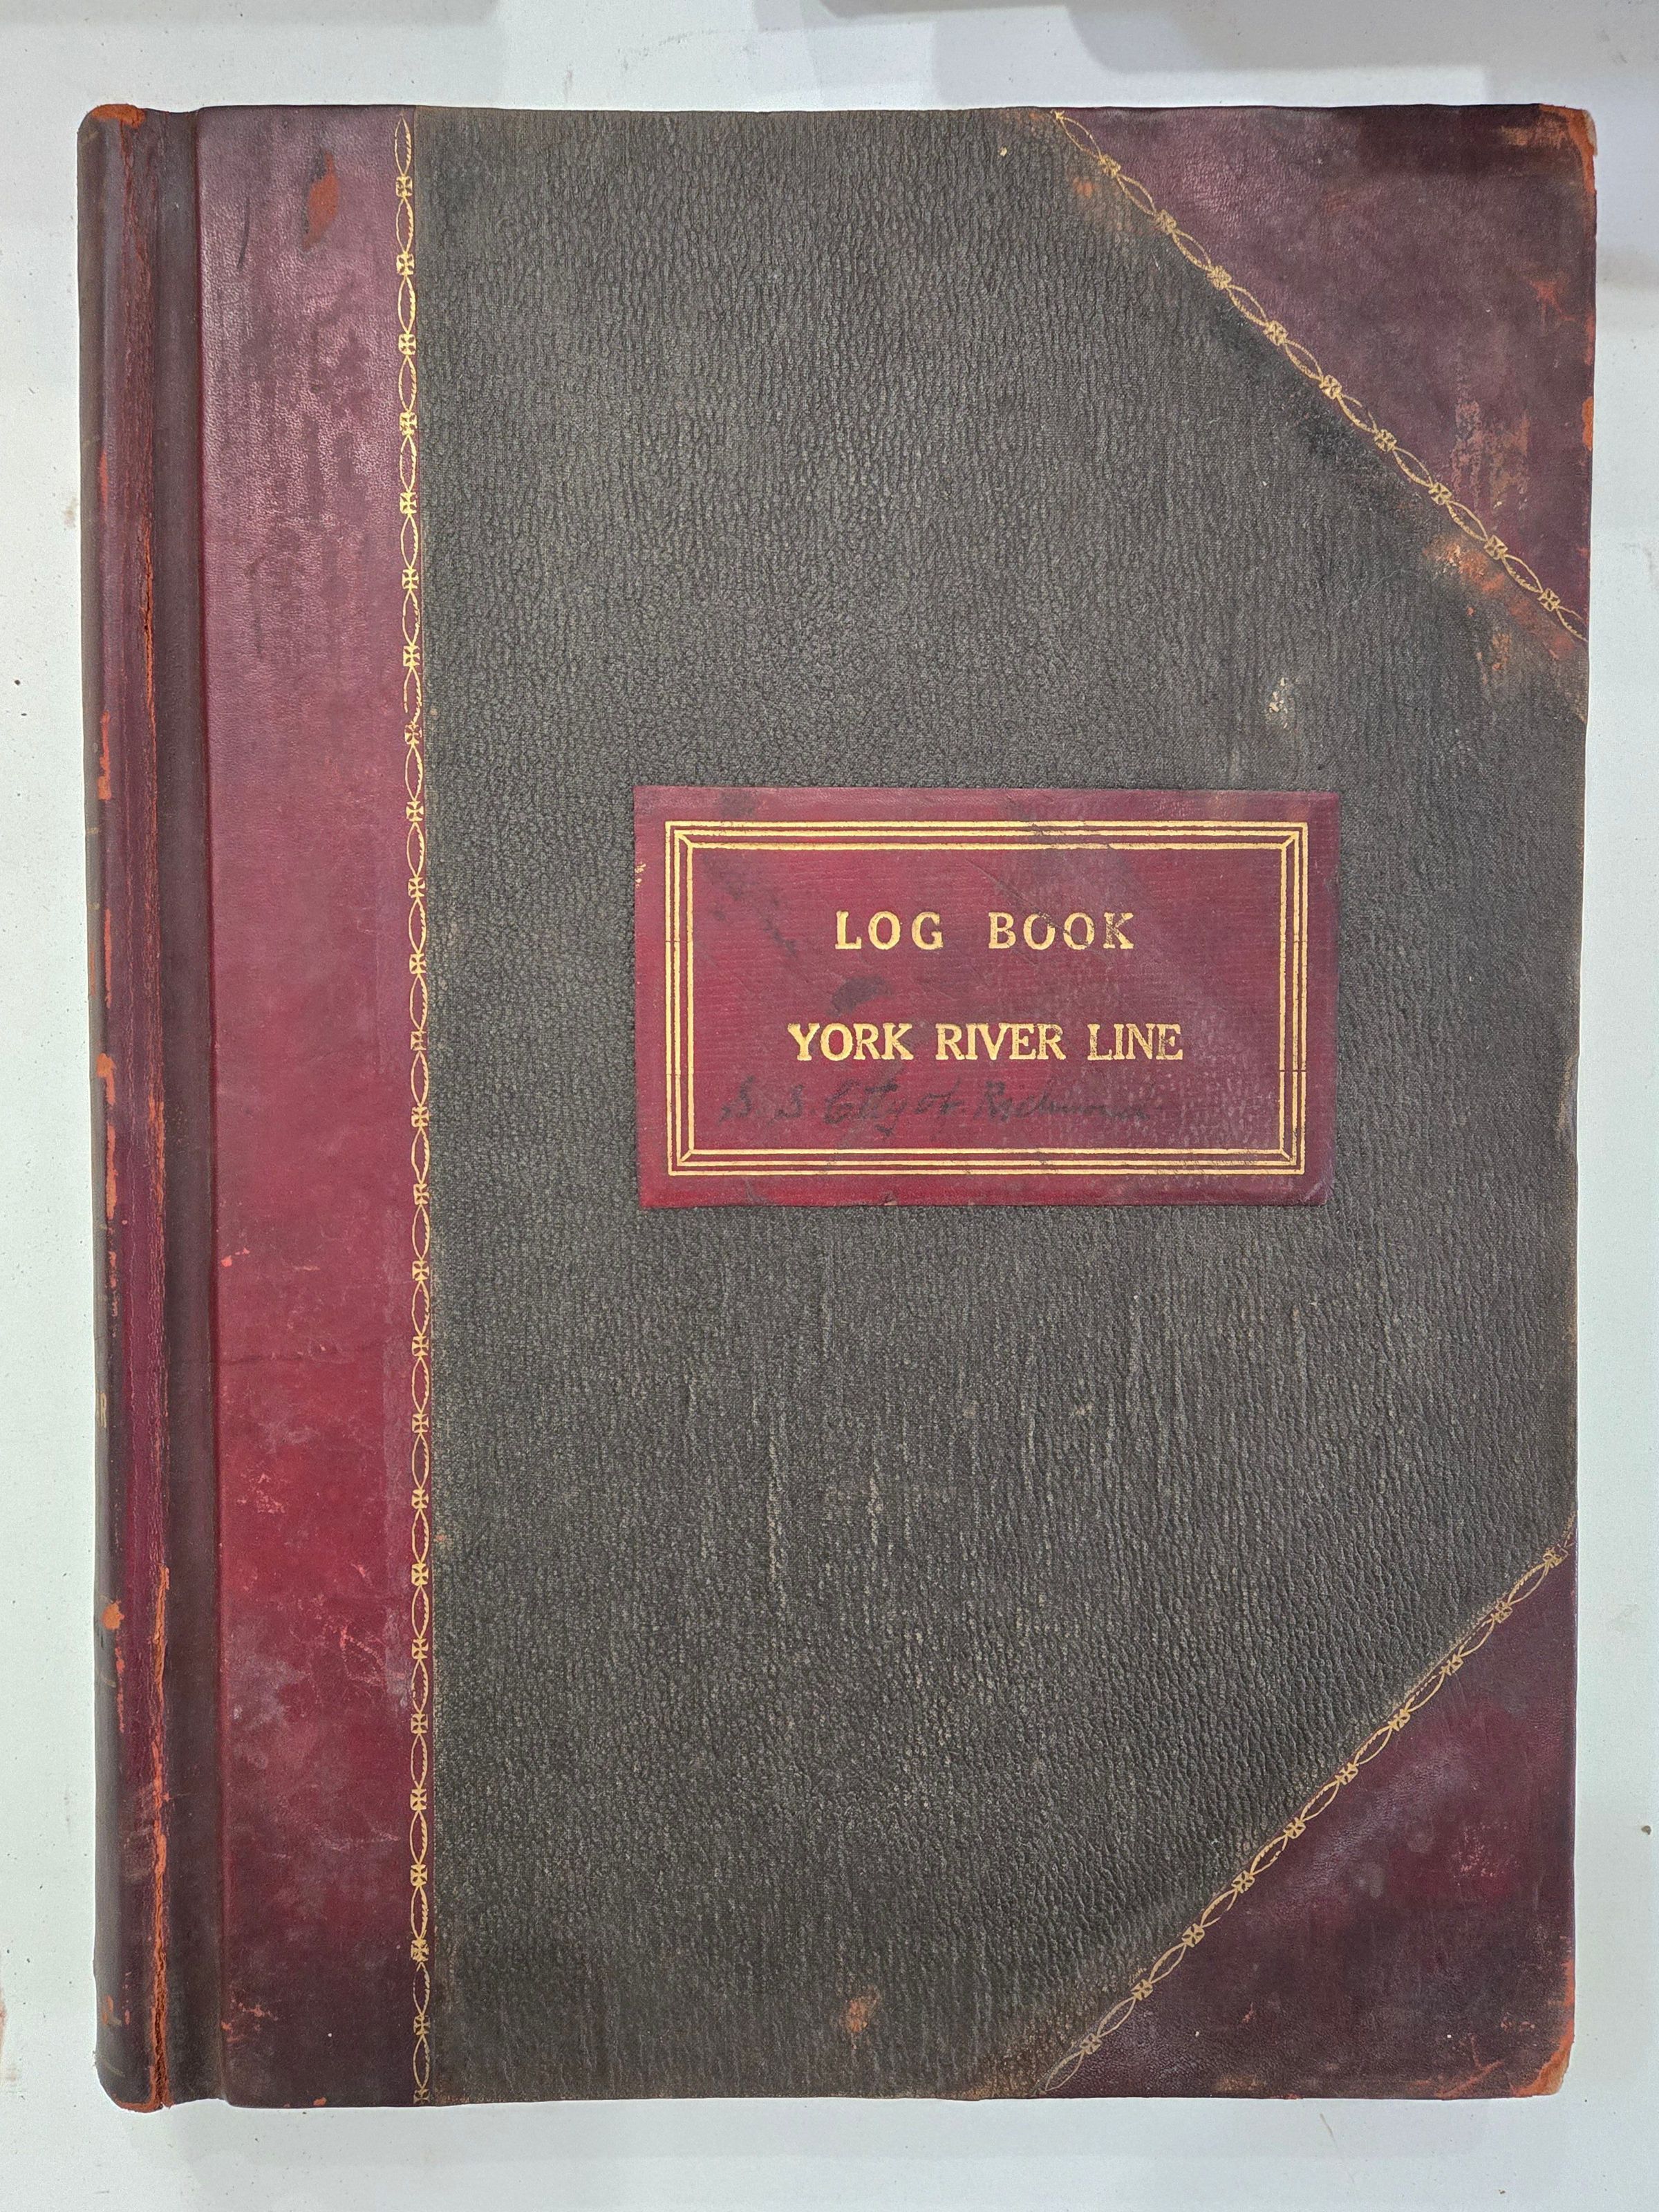 LOG BOOK
YORK RIVER LINE
S. S. City of Richmond
R